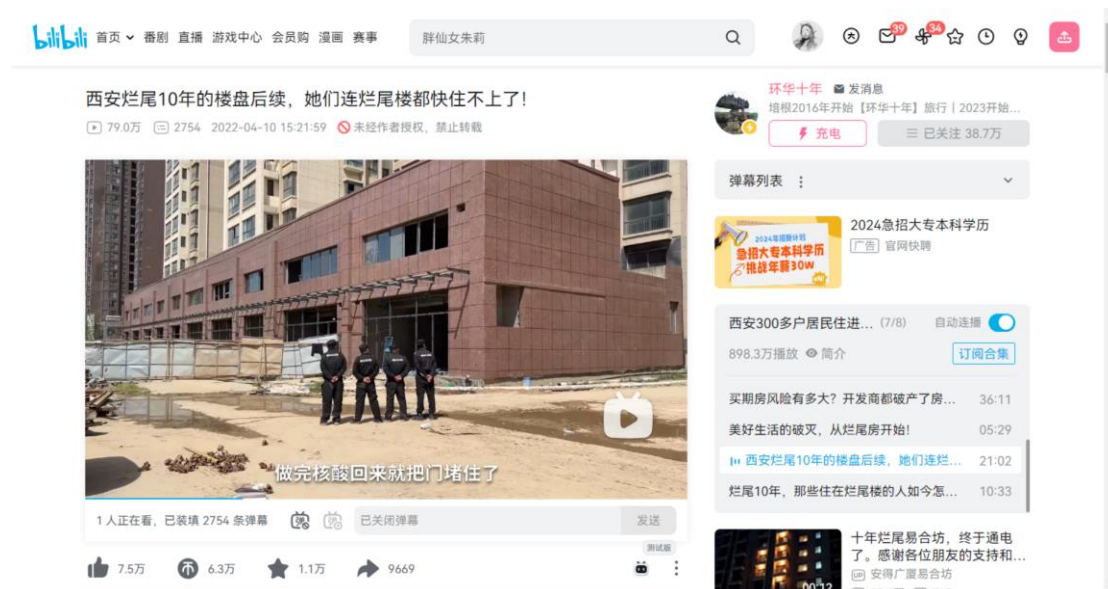 bilibili 首页 番剧 直播 游戏中心 会员购 漫画 赛事 胖仙女朱莉 39 34
西安烂尾10年的楼盘后续，她们连烂尾楼都快住不上了！
79.0万 2754 2022-04-10 15:21:59 未经作者授权，禁止转载
做完核酸回来就把门堵住了
1人正在看，已装填 2754 条弹幕 已关闭弹幕 发送
测试版
7.5万 6.3万 1.1万 9669
环华十年 发消息
培根2016年开始【环华十年】旅行 | 2023开始...
充电 已关注 38.7万
弹幕列表
2024年招聘计划
急招大专本科学历
挑战年薪30W
2024急招大专本科学历
广告 官网快聘
西安300多户居民住进... (7/8) 自动连播
898.3万播放 简介 订阅合集
买期房风险有多大？开发商都破产了房... 36:11
美好生活的破灭，从烂尾房开始! 05:29
西安烂尾10年的楼盘后续，她们连烂... 21:02
烂尾10年，那些住在烂尾楼的人如今怎... 10:33
十年烂尾易合坊，终于通电
了。感谢各位朋友的支持和...
UP 安得广厦易合坊
00:12